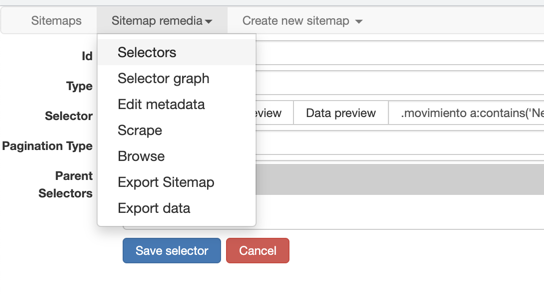 Sitemaps Sitemap remedia Create new sitemap
Id
Selectors
Type
Selector graph
Edit metadata
Selector
Data preview .movimiento a:contains('Ne
Scrape
Pagination Type
Browse
Parent
Selectors
Export Sitemap
Export data
Save selector Cancel